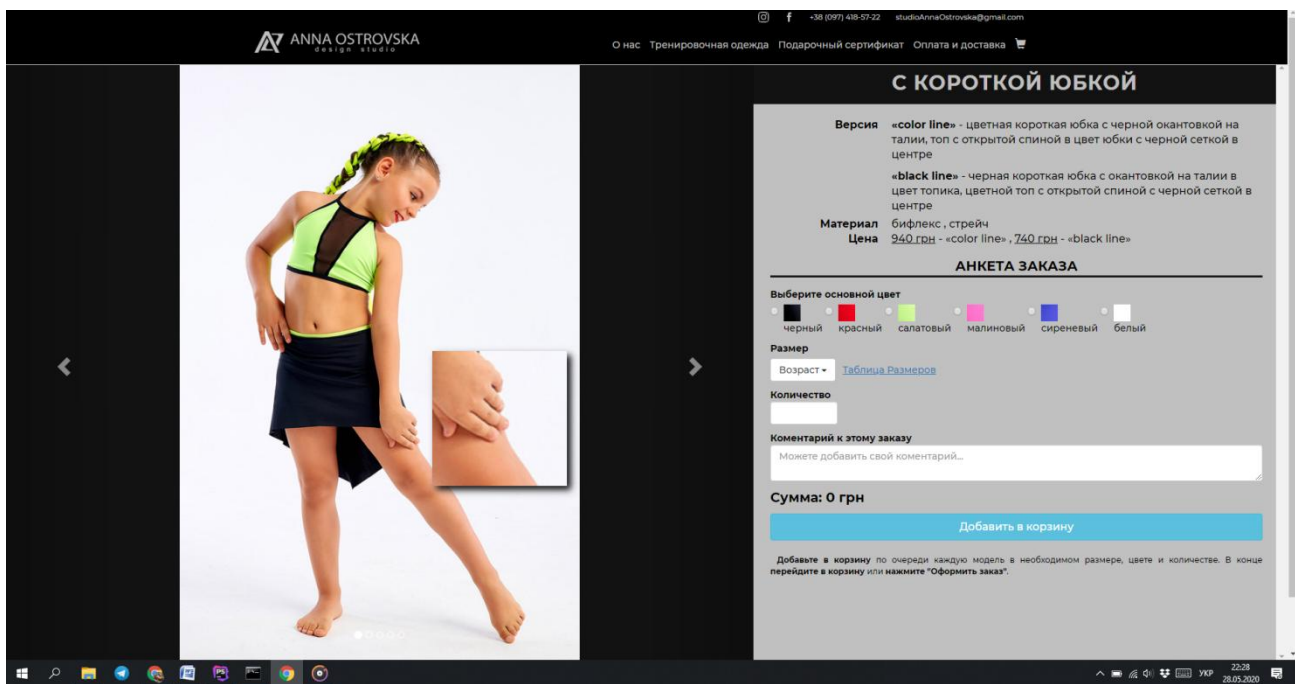 +38 (097) 418-57-22 studioAnnaOstrovska@gmail.com
ANNA OSTROVSKA
design studio
О нас Тренировочная одежда Подарочный сертификат Оплата и доставка
С КОРОТКОЙ ЮБКОЙ
Версия «color line» - цветная короткая юбка с черной окантовкой на
талии, топ с открытой спиной в цвет юбки с черной сеткой в
центре
«black line» - черная короткая юбка с окантовкой на талии в
цвет топика, цветной топ с открытой спиной с черной сеткой в
центре
Материал бифлекс , стрейч
Цена 940 грн - «color line» , 740 грн - «black line»
АНКЕТА ЗАКАЗА
Выберите основной цвет
черный красный салатовый малиновый сиреневый белый
Размер
Возраст Таблица Размеров
Количество
Коментарий к этому заказу
Можете добавить свой коментарий...
Сумма: 0 грн
Добавить в корзину
Добавьте в корзину по очереди каждую модель в необходимом размере, цвете и количестве. В конце
перейдите в корзину или нажмите "Оформить заказ".
УКР
22:28
28.05.2020